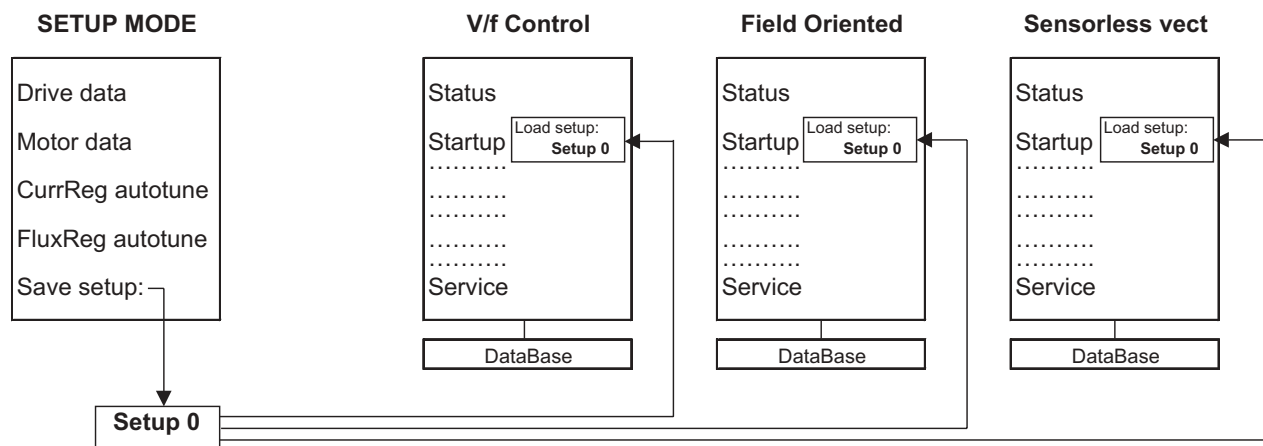 SETUP MODE
Drive data
Motor data
CurrReg autotune
FluxReg autotune
Save setup:
Setup 0
V/f Control
Status
Startup
Load setup:
Setup 0
..........
..........
..........
..........
..........
Service
DataBase
Field Oriented
Status
Startup
Load setup:
Setup 0
..........
..........
..........
..........
..........
Service
DataBase
Sensorless vect
Status
Startup
Load setup:
Setup 0
..........
..........
..........
..........
..........
Service
DataBase